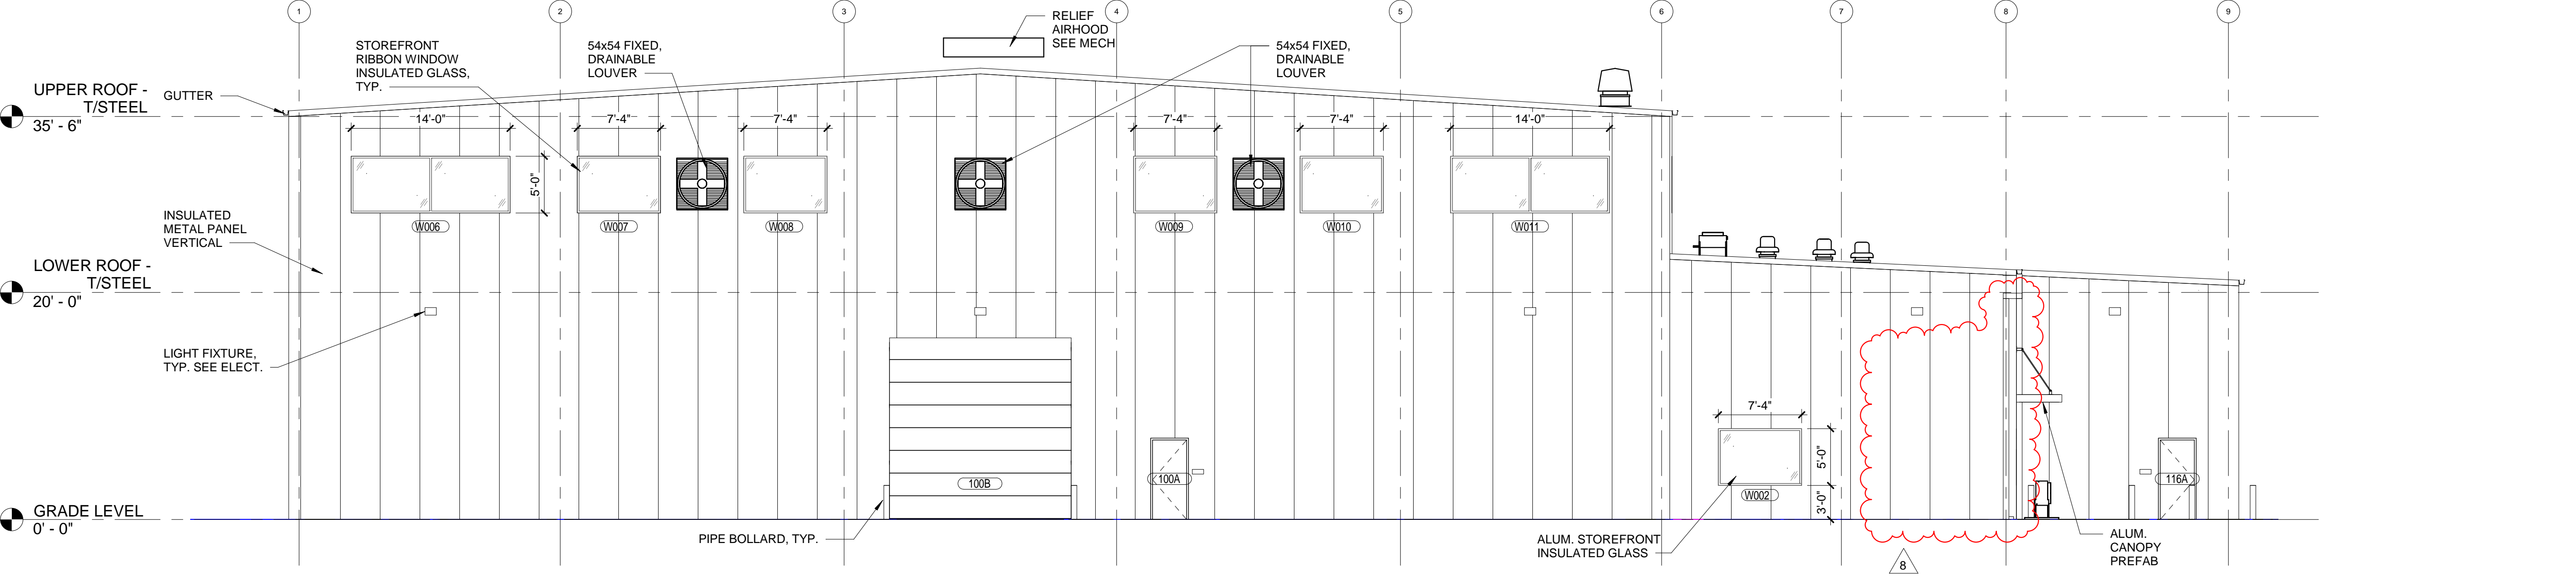 1
2
3
4
5
6
7
8
9
RELIEF
AIRHOOD
SEE MECH
STOREFRONT
RIBBON WINDOW
INSULATED GLASS,
TYP.
54x54 FIXED,
DRAINABLE
LOUVER
54x54 FIXED,
DRAINABLE
LOUVER
UPPER ROOF -
T/STEEL
35' - 6"
GUTTER
14'-0"
7'-4"
7'-4"
7'-4"
7'-4"
14'-0"
5'-0"
W006
W007
W008
W009
W010
W011
INSULATED
METAL PANEL
VERTICAL
LOWER ROOF -
T/STEEL
20' - 0"
LIGHT FIXTURE,
TYP. SEE ELECT.
7'-4"
5'-0"
3'-0"
100B
100A
W002
116A
GRADE LEVEL
0' - 0"
PIPE BOLLARD, TYP.
ALUM. STOREFRONT
INSULATED GLASS
ALUM.
CANOPY
PREFAB
8